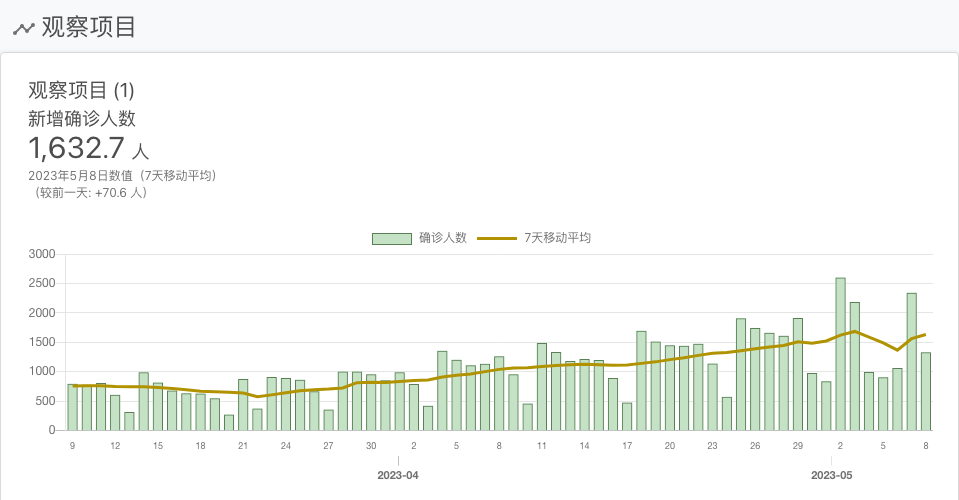 观察项目
观察项目 (1)
新增确诊人数
1,632.7 人
2023年5月8日数值（7天移动平均）
（较前一天: +70.6 人）
确诊人数 7天移动平均
3000
2500
2000
1500
1000
500
0
9 12 15 18 21 24 27 30 2 5 8 11 14 17 20 23 26 29 2 5 8
2023-04 2023-05